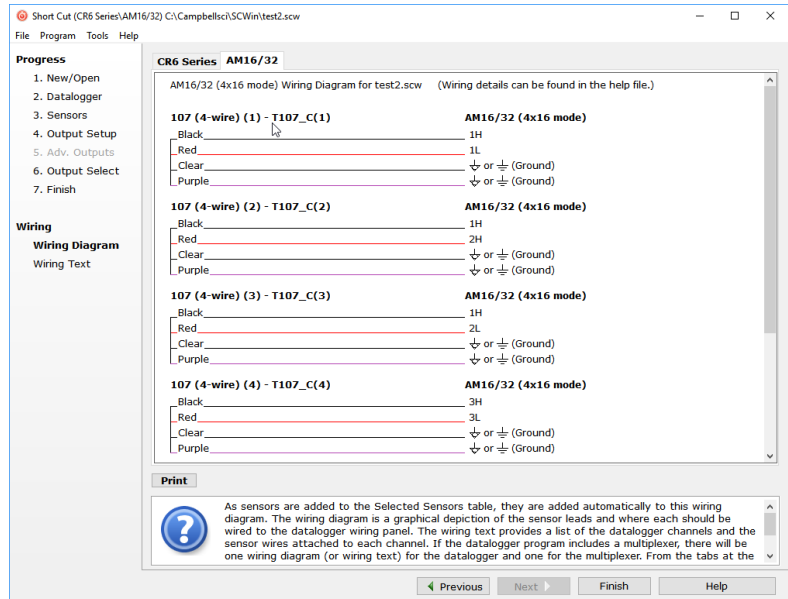 Short Cut (CR6 Series\AM16/32) C:\Campbellsci\SCWin\test2.scw
File Program Tools Help
Progress
1. New/Open
2. Datalogger
3. Sensors
4. Output Setup
5. Adv. Outputs
6. Output Select
7. Finish
Wiring
Wiring Diagram
Wiring Text
CR6 Series AM16/32
AM16/32 (4x16 mode) Wiring Diagram for test2.scw (Wiring details can be found in the help file.)
107 (4-wire) (1) - T107_C(1) AM16/32 (4x16 mode)
Black 1H
Red 1L
Clear or (Ground)
Purple or (Ground)
107 (4-wire) (2) - T107_C(2) AM16/32 (4x16 mode)
Black 1H
Red 2H
Clear or (Ground)
Purple or (Ground)
107 (4-wire) (3) - T107_C(3) AM16/32 (4x16 mode)
Black 1H
Red 2L
Clear or (Ground)
Purple or (Ground)
107 (4-wire) (4) - T107_C(4) AM16/32 (4x16 mode)
Black 3H
Red 3L
Clear or (Ground)
Purple or (Ground)
Print
As sensors are added to the Selected Sensors table, they are added automatically to this wiring
diagram. The wiring diagram is a graphical depiction of the sensor leads and where each should be
wired to the datalogger wiring panel. The wiring text provides a list of the datalogger channels and the
sensor wires attached to each channel. If the datalogger program includes a multiplexer, there will be
one wiring diagram (or wiring text) for the datalogger and one for the multiplexer. From the tabs at the
Previous Next Finish Help